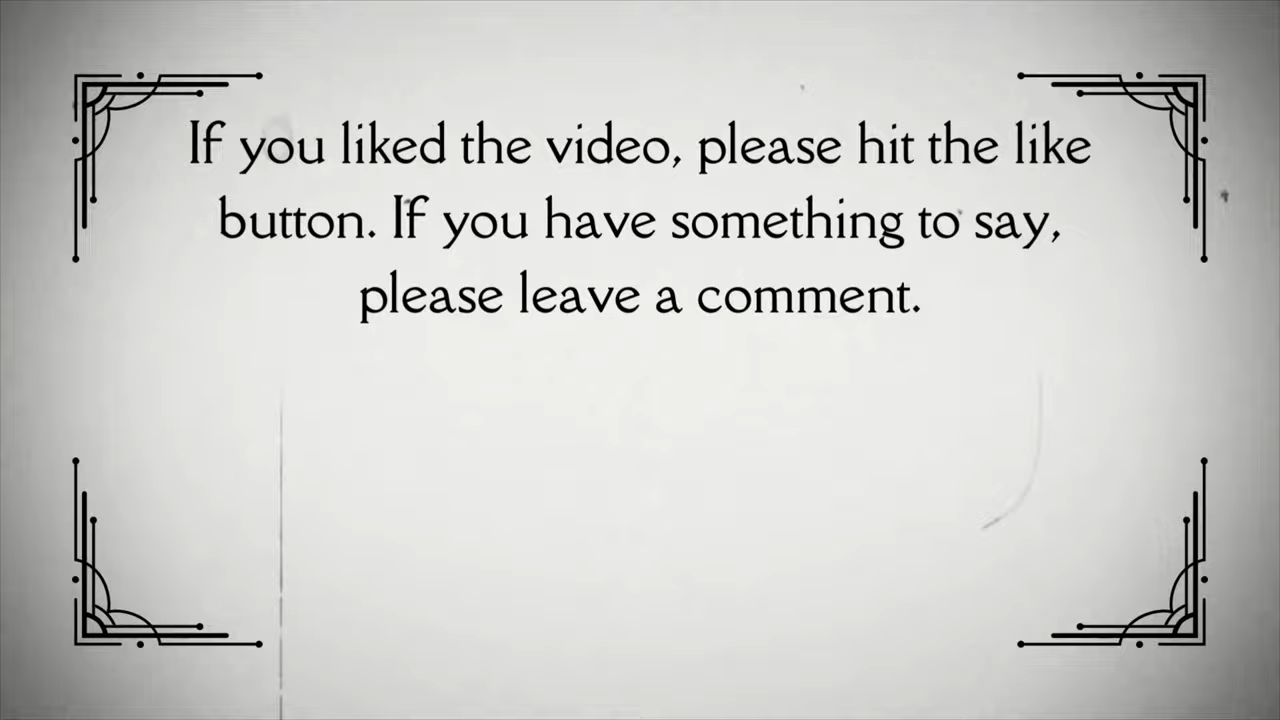 If you liked the video, please hit the like
button. If you have something to say,
please leave a comment.